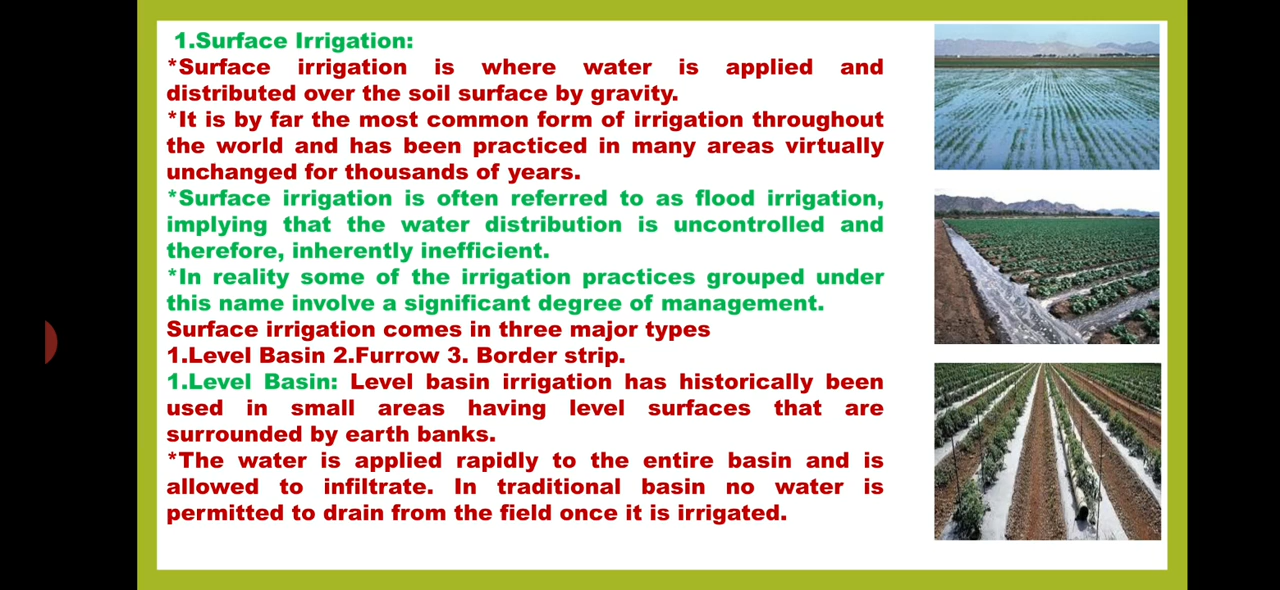 1.Surface Irrigation:
*Surface irrigation is where water is applied and
distributed over the soil surface by gravity.
*It is by far the most common form of irrigation throughout
the world and has been practiced in many areas virtually
unchanged for thousands of years.
*Surface irrigation is often referred to as flood irrigation,
implying that the water distribution is uncontrolled and
therefore, inherently inefficient.
*In reality some of the irrigation practices grouped under
this name involve a significant degree of management.
Surface irrigation comes in three major types
1.Level Basin 2.Furrow 3. Border strip.
1.Level Basin: Level basin irrigation has historically been
used in small areas having level surfaces that are
surrounded by earth banks.
*The water is applied rapidly to the entire basin and is
allowed to infiltrate. In traditional basin no water is
permitted to drain from the field once it is irrigated.